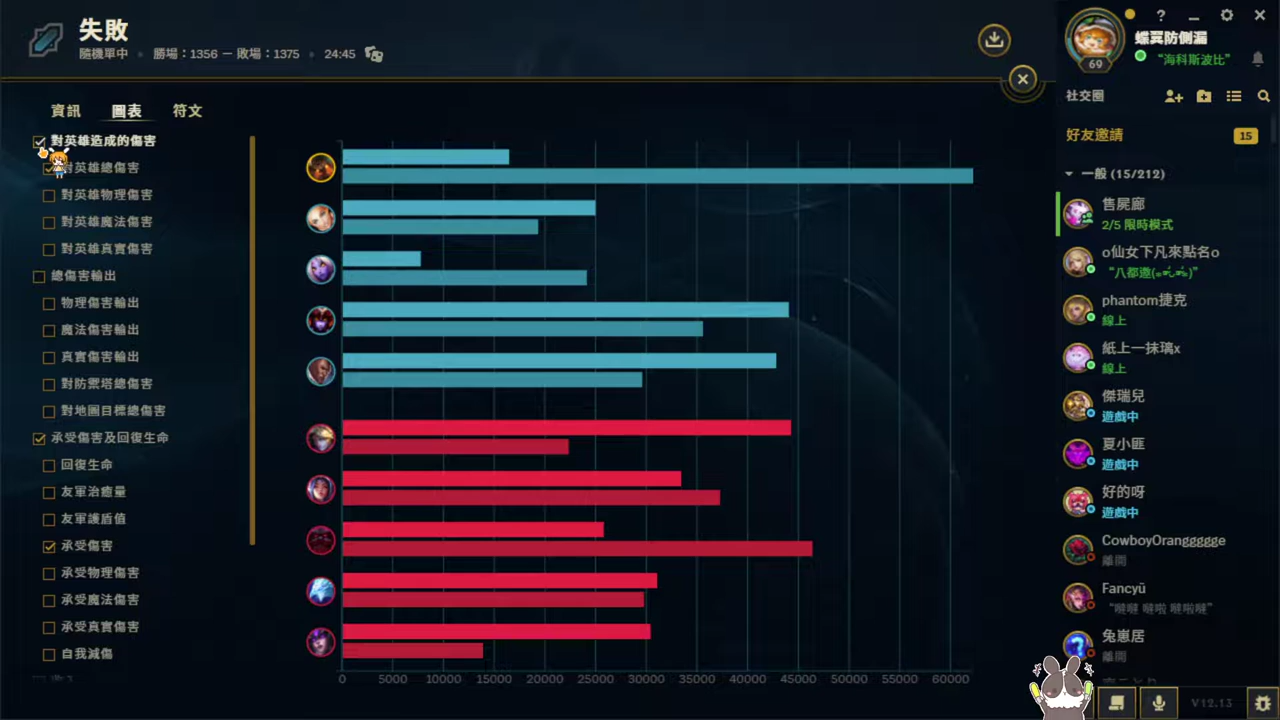 失敗
隨機單中 • 勝場：1356 － 敗場：1375 • 24:45
資訊 圖表 符文
對英雄造成的傷害
對英雄總傷害
對英雄物理傷害
對英雄魔法傷害
對英雄真實傷害
總傷害輸出
物理傷害輸出
魔法傷害輸出
真實傷害輸出
對防禦塔總傷害
對地圖目標總傷害
承受傷害及回復生命
回復生命
友軍治癒量
友軍護盾值
承受傷害
承受物理傷害
承受魔法傷害
承受真實傷害
自我減傷
0 5000 10000 15000 20000 25000 30000 35000 40000 45000 50000 55000 60000
69
蝶翼防側漏
“海科斯波比”
社交圈
好友邀請 15
一般 (15/212)
售屍廊
2/5 限時模式
o仙女下凡來點名o
phantom捷克
線上
紙上一抹璃x
線上
傑瑞兒
遊戲中
夏小匪
遊戲中
好的呀
遊戲中
CowboyOranggggge
離開
Fancyū
兔崽居
離開
V12.13